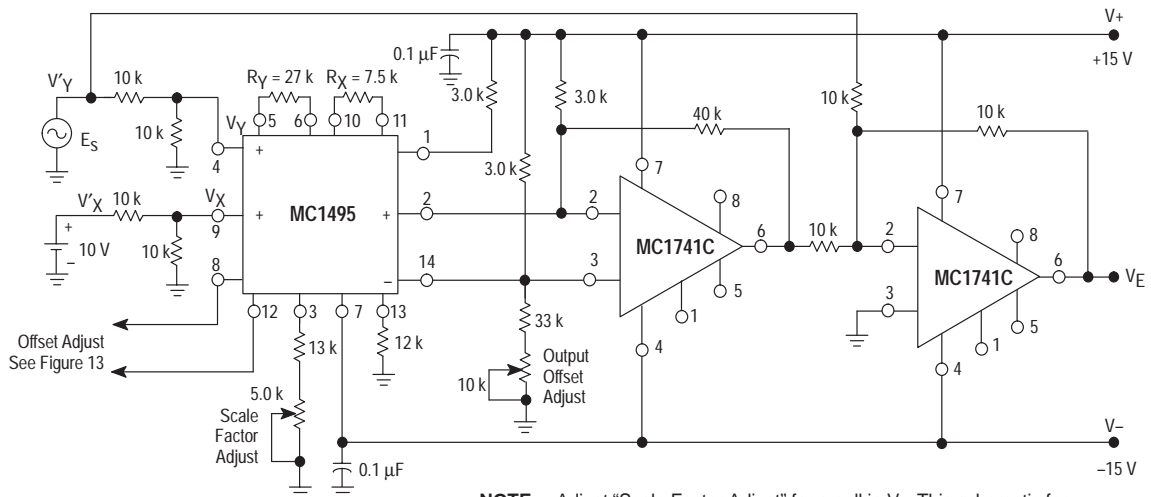 V+
+15 V
0.1 μF
V'Y
10 k
RY = 27 k
RX = 7.5 k
3.0 k
3.0 k
10 k
10 k
40 k
ES
10 k
VY
5
6
10
11
1
4
+
3.0 k
7
7
V'X
10 k
VX
+
MC1495
+
2
2
8
8
9
MC1741C
6
10 k
2
6
VE
+
10 V
–
10 k
8
–
14
3
5
MC1741C
3
5
12
3
7
13
1
1
Offset Adjust
See Figure 13
13 k
12 k
33 k
4
4
10 k
Output
Offset
Adjust
5.0 k
Scale
Factor
Adjust
V–
0.1 μF
–15 V